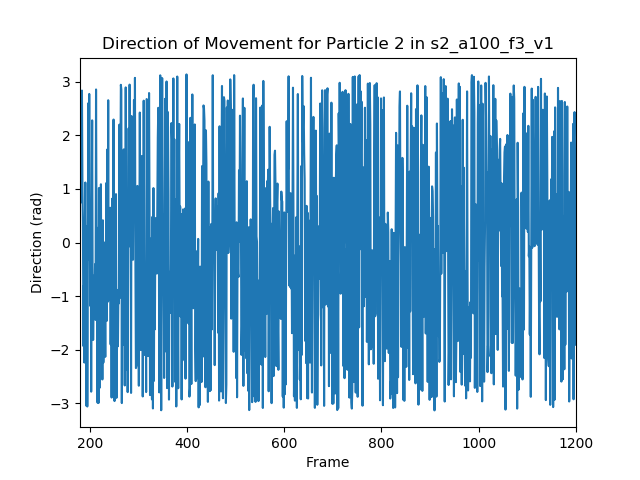 Direction of Movement for Particle 2 in s2_a100_f3_v1
3
2
1
0
−1
−2
−3
Direction (rad)
200 400 600 800 1000 1200
Frame